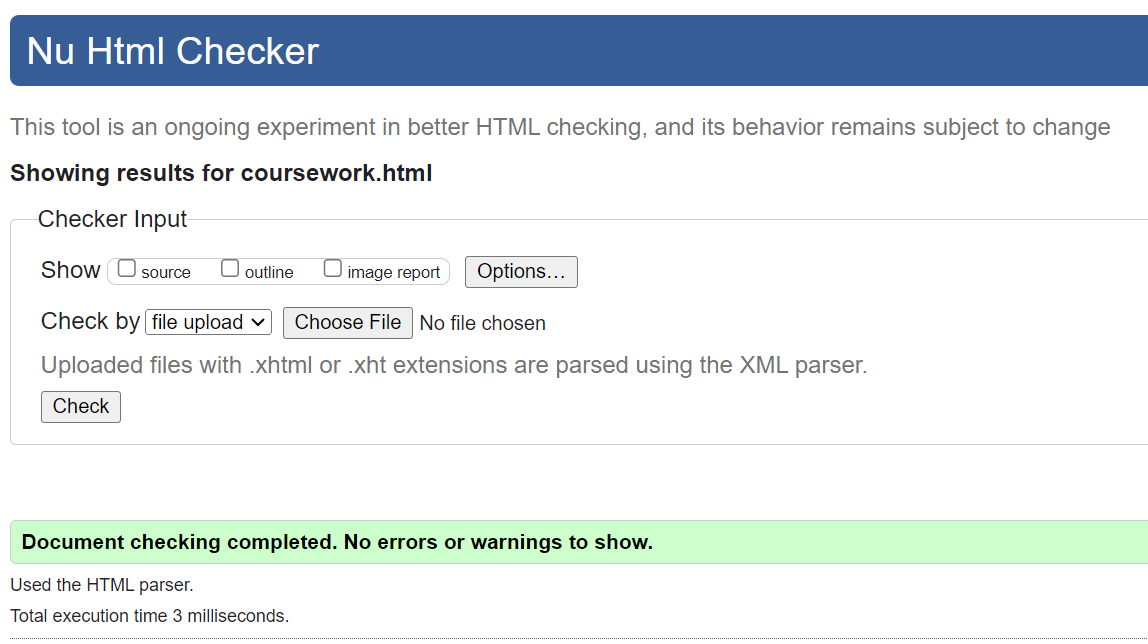 Nu Html Checker
This tool is an ongoing experiment in better HTML checking, and its behavior remains subject to change
Showing results for coursework.html
Checker Input
Show source outline image report Options...
Check by file upload Choose File No file chosen
Uploaded files with .xhtml or .xht extensions are parsed using the XML parser.
Check
Document checking completed. No errors or warnings to show.
Used the HTML parser.
Total execution time 3 milliseconds.